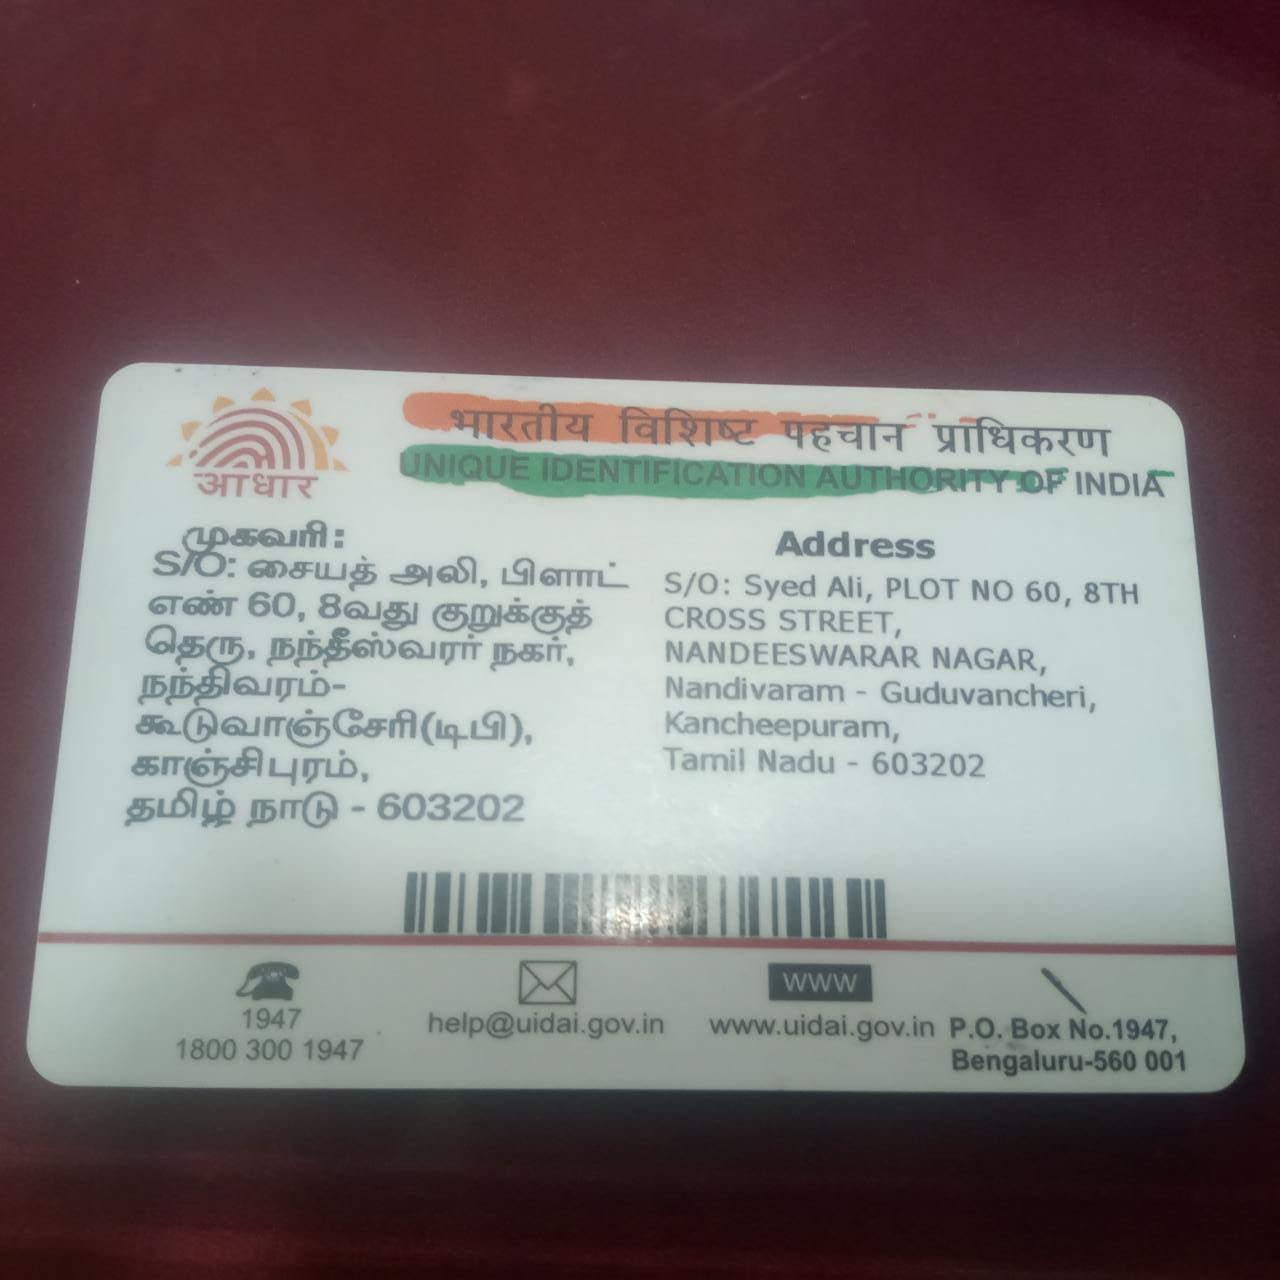 आधार
भारतीय विशिष्ट पहचान प्राधिकरण
UNIQUE IDENTIFICATION AUTHORITY OF INDIA
முகவரி:
S/O: சையத் அலி, பிளாட்
எண் 60, 8வது குறுக்குத்
தெரு, நந்தீஸ்வரர் நகர்,
நந்திவரம்-
கூடுவாஞ்சேரி(டிபி),
காஞ்சிபுரம்,
தமிழ் நாடு - 603202
Address
S/O: Syed Ali, PLOT NO 60, 8TH
CROSS STREET,
NANDEESWARAR NAGAR,
Nandivaram - Guduvancheri,
Kancheepuram,
Tamil Nadu - 603202
1947
1800 300 1947
help@uidai.gov.in
WWW
www.uidai.gov.in
P.O. Box No.1947,
Bengaluru-560 001